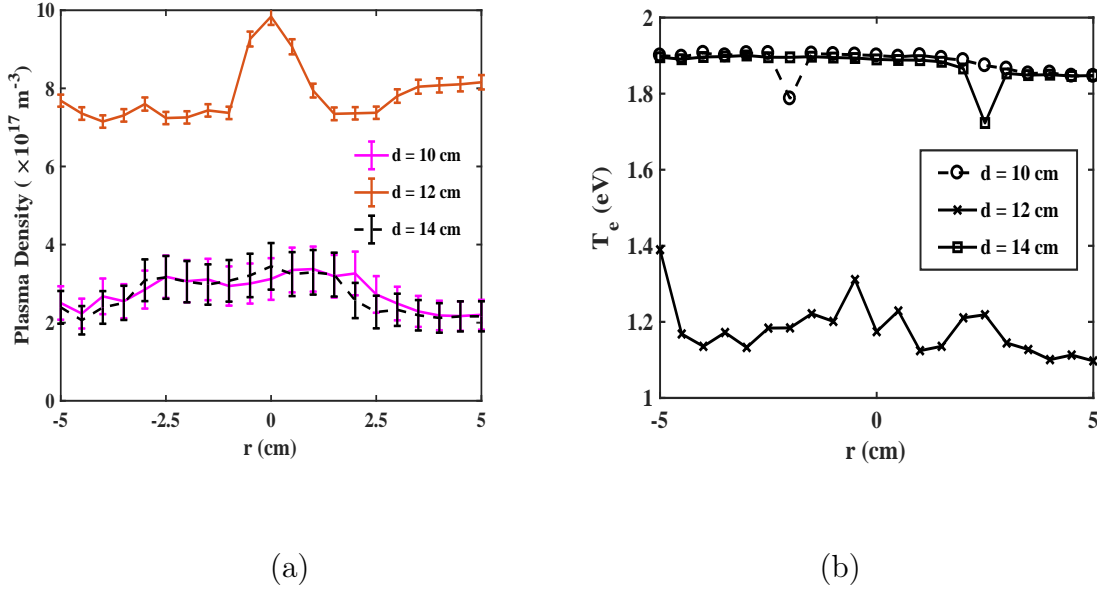 Plasma Density ( ×10¹⁷ m⁻³)
10
8
6
4
2
0
-5
-2.5
0
2.5
5
r (cm)
d = 10 cm
d = 12 cm
d = 14 cm
(a)
T_e (eV)
2
1.8
1.6
1.4
1.2
1
-5
0
5
r (cm)
d = 10 cm
d = 12 cm
d = 14 cm
(b)